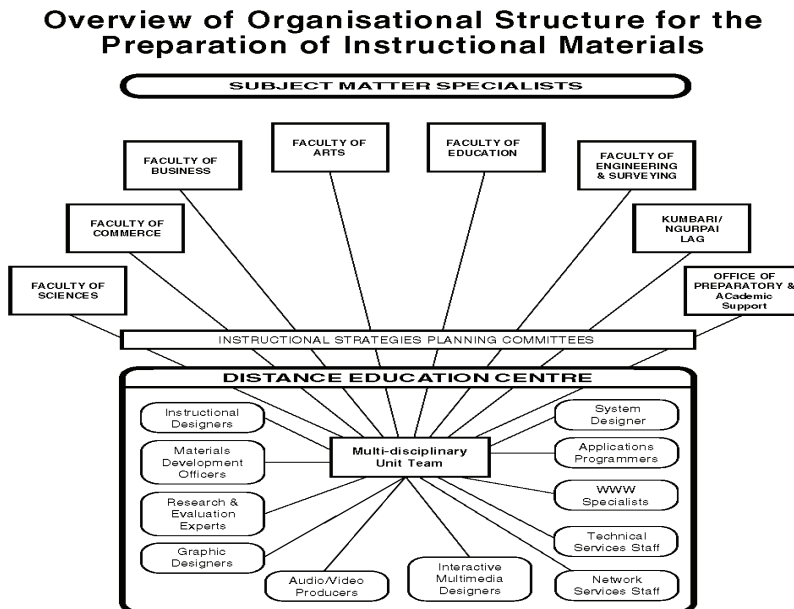 Overview of Organisational Structure for the
Preparation of Instructional Materials
SUBJECT MATTER SPECIALISTS
FACULTY OF
ARTS
FACULTY OF
EDUCATION
FACULTY OF
BUSINESS
FACULTY OF
ENGINEERING
& SURVEYING
FACULTY OF
COMMERCE
KUMBARI/
NGURPAI
LAG
FACULTY OF
SCIENCES
OFFICE OF
PREPARATORY &
ACademic
Support
INSTRUCTIONAL STRATEGIES PLANNING COMMITTEES
DISTANCE EDUCATION CENTRE
Instructional
Designers
System
Designer
Materials
Development
Officers
Multi-disciplinary
Unit Team
Applications
Programmers
Research &
Evaluation
Experts
WWW
Specialists
Graphic
Designers
Technical
Services Staff
Audio/Video
Producers
Interactive
Multimedia
Designers
Network
Services Staff